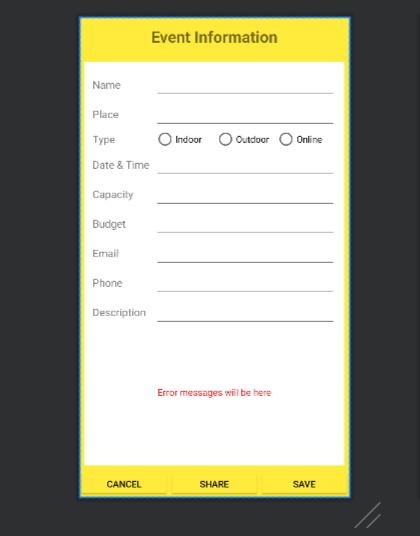 Event Information
Name
Place
Type Indoor Outdoor Online
Date & Time
Capacity
Budget
Email
Phone
Description
Error messages will be here
CANCEL SHARE SAVE